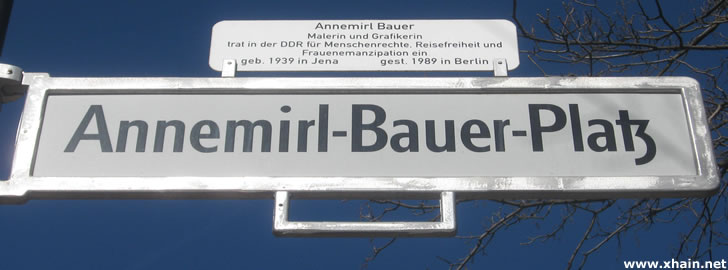 Annemirl Bauer
Malerin und Grafikerin
trat in der DDR für Menschenrechte, Reisefreiheit und
Frauenemanzipation ein
geb. 1939 in Jena gest. 1989 in Berlin
Annemirl-Bauer-Platz
www.xhain.net